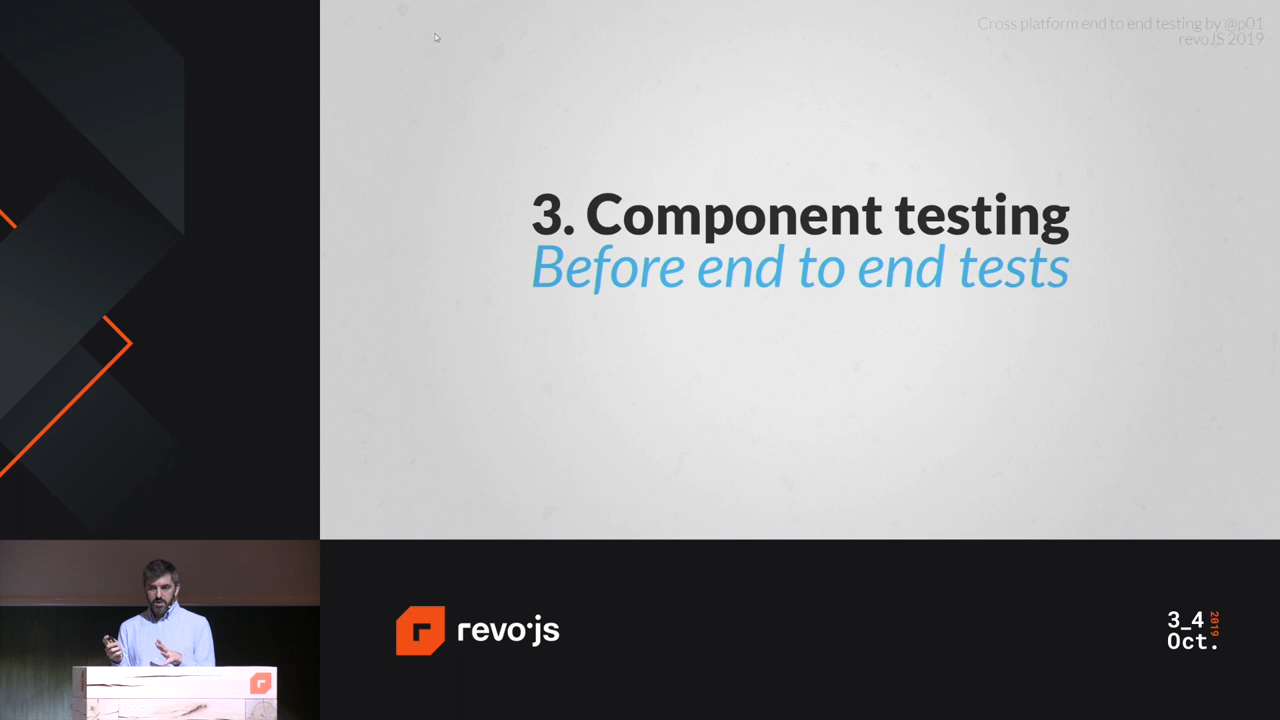 Cross platform end to end testing by @p01
revoJS 2019
3. Component testing
Before end to end tests
revo·js
3_4
Oct.
2019